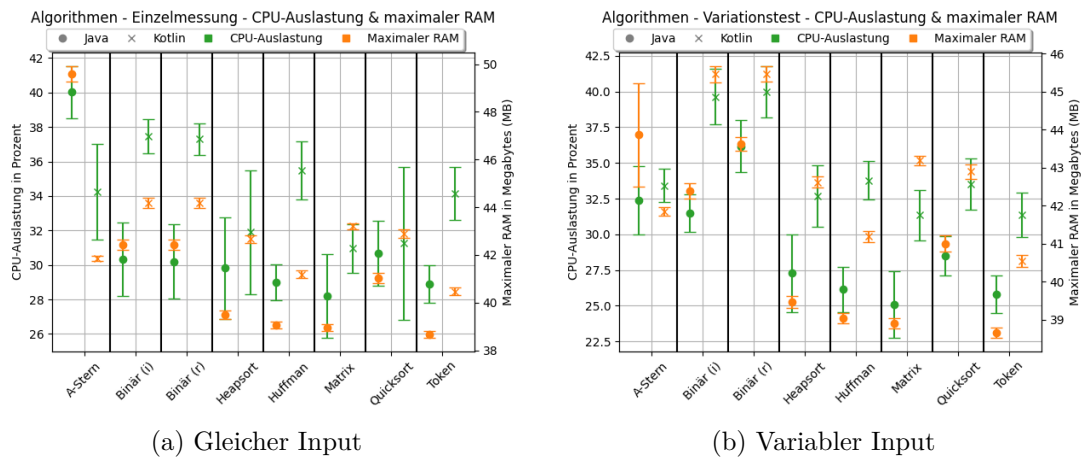 Algorithmen - Einzelmessung - CPU-Auslastung & maximaler RAM
Java Kotlin CPU-Auslastung Maximaler RAM
CPU-Auslastung in Prozent
42
40
38
36
34
32
30
28
26
Maximaler RAM in Megabytes (MB)
50
48
46
44
42
40
38
A-Stern
Binär (i)
Binär (r)
Heapsort
Huffman
Matrix
Quicksort
Token
(a) Gleicher Input
Algorithmen - Variationstest - CPU-Auslastung & maximaler RAM
Java Kotlin CPU-Auslastung Maximaler RAM
CPU-Auslastung in Prozent
42.5
40.0
37.5
35.0
32.5
30.0
27.5
25.0
22.5
Maximaler RAM in Megabytes (MB)
46
45
44
43
42
41
40
39
A-Stern
Binär (i)
Binär (r)
Heapsort
Huffman
Matrix
Quicksort
Token
(b) Variabler Input